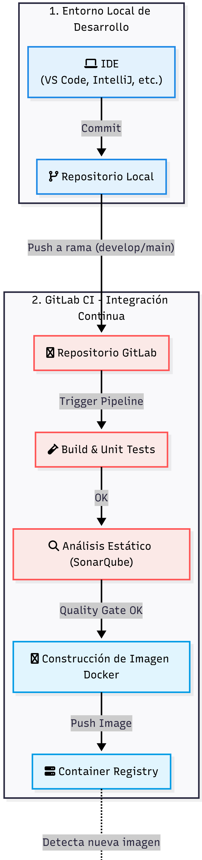 1. Entorno Local de
Desarrollo
IDE
(VS Code, IntelliJ, etc.)
Commit
Repositorio Local
Push a rama (develop/main)
2. GitLab CI - Integración
Continua
Repositorio GitLab
Trigger Pipeline
Build & Unit Tests
OK
Análisis Estático
(SonarQube)
Quality Gate OK
Construcción de Imagen
Docker
Push Image
Container Registry
Detecta nueva imagen